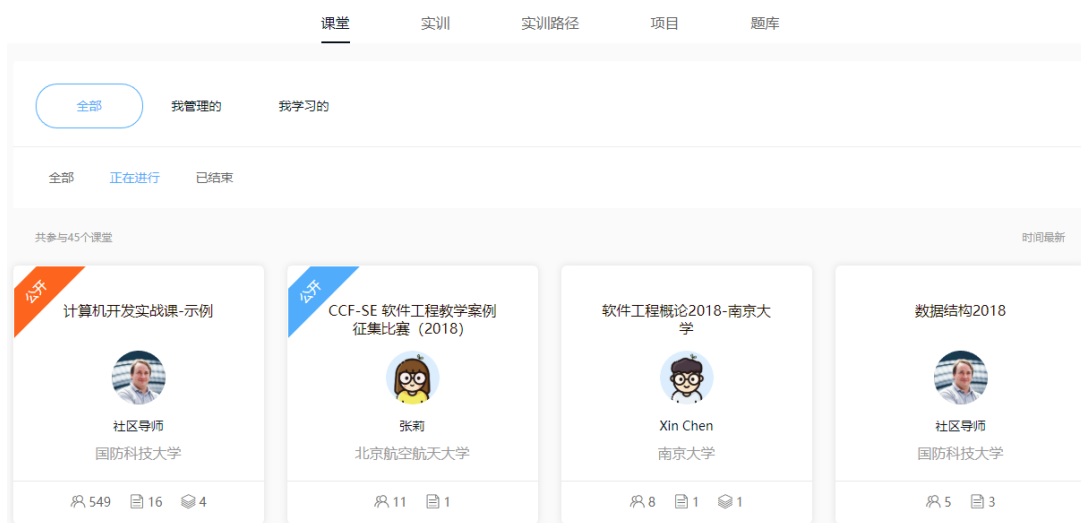 课堂 实训 实训路径 项目 题库
全部 我管理的 我学习的
全部 正在进行 已结束
共参与45个课堂 时间最新
公开
计算机开发实战课-示例
社区导师
国防科技大学
549 16 4
公开
CCF-SE 软件工程教学案例
征集比赛（2018）
张莉
北京航空航天大学
11 1
软件工程概论2018-南京大
学
Xin Chen
南京大学
8 1 1
数据结构2018
社区导师
国防科技大学
5 3